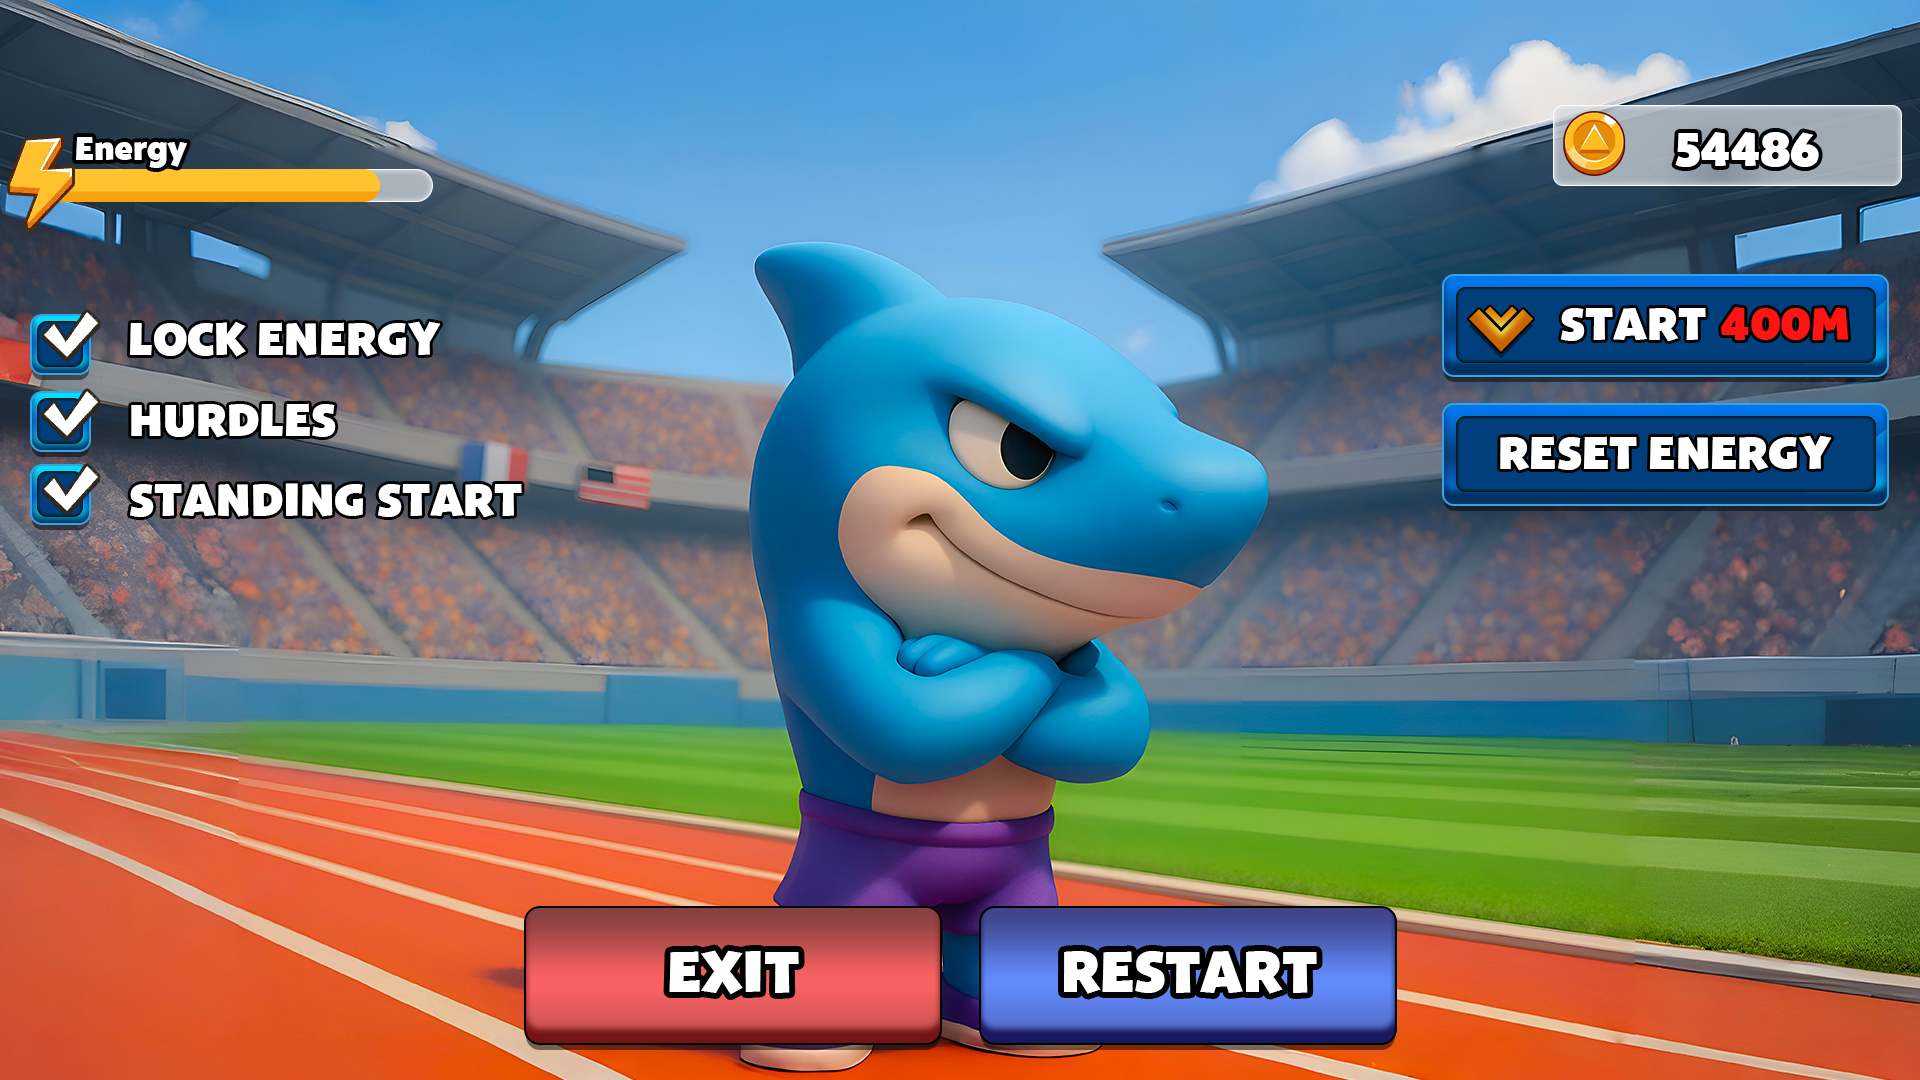 Energy
54486
LOCK ENERGY
HURDLES
STANDING START
START 400M
RESET ENERGY
EXIT
RESTART